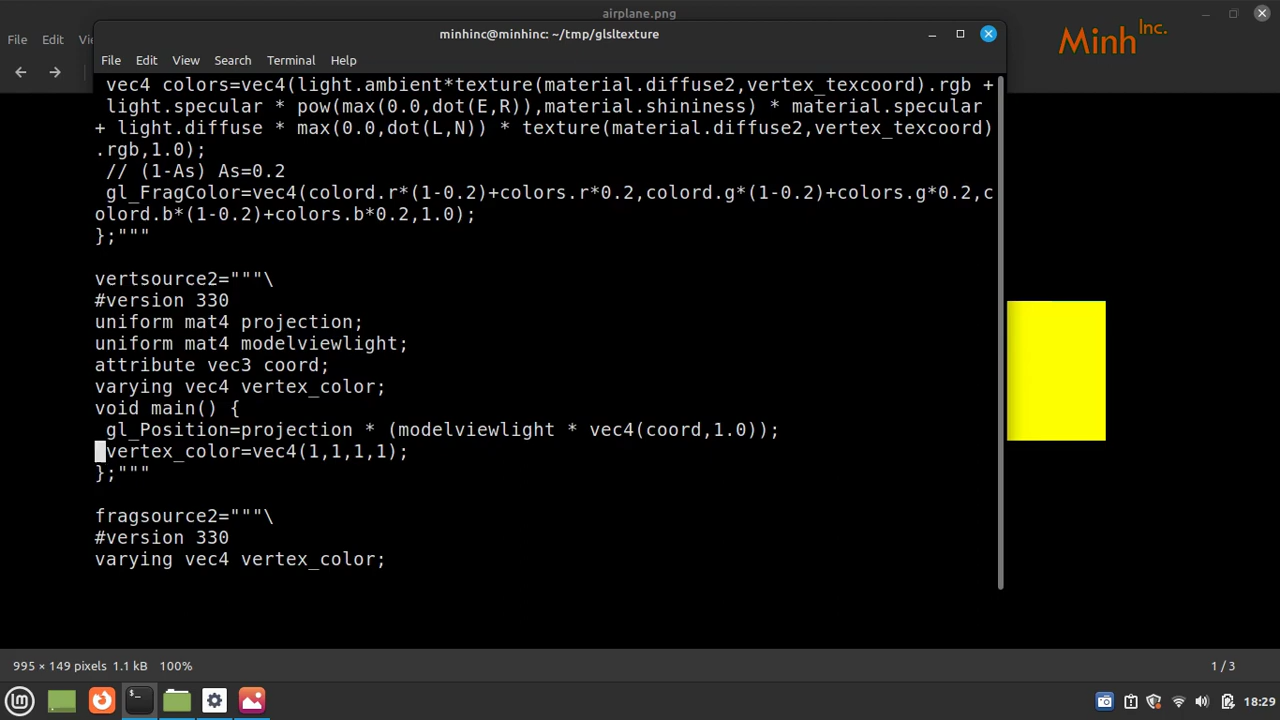 airplane.png
minhinc@minhinc: ~/tmp/glsltexture
Minh Inc.
File Edit
File Edit View Search Terminal Help
vec4 colors=vec4(light.ambient*texture(material.diffuse2,vertex_texcoord).rgb +
light.specular * pow(max(0.0,dot(E,R)),material.shininess) * material.specular
+ light.diffuse * max(0.0,dot(L,N)) * texture(material.diffuse2,vertex_texcoord)
.rgb,1.0);
// (1-As) As=0.2
gl_FragColor=vec4(colord.r*(1-0.2)+colors.r*0.2,colord.g*(1-0.2)+colors.g*0.2,c
olord.b*(1-0.2)+colors.b*0.2,1.0);
};"""
vertsource2="""\
#version 330
uniform mat4 projection;
uniform mat4 modelviewlight;
attribute vec3 coord;
varying vec4 vertex_color;
void main() {
gl_Position=projection * (modelviewlight * vec4(coord,1.0));
vertex_color=vec4(1,1,1,1);
};"""
fragsource2="""\
#version 330
varying vec4 vertex_color;
995 × 149 pixels 1.1 kB 100%
1 / 3
18:29